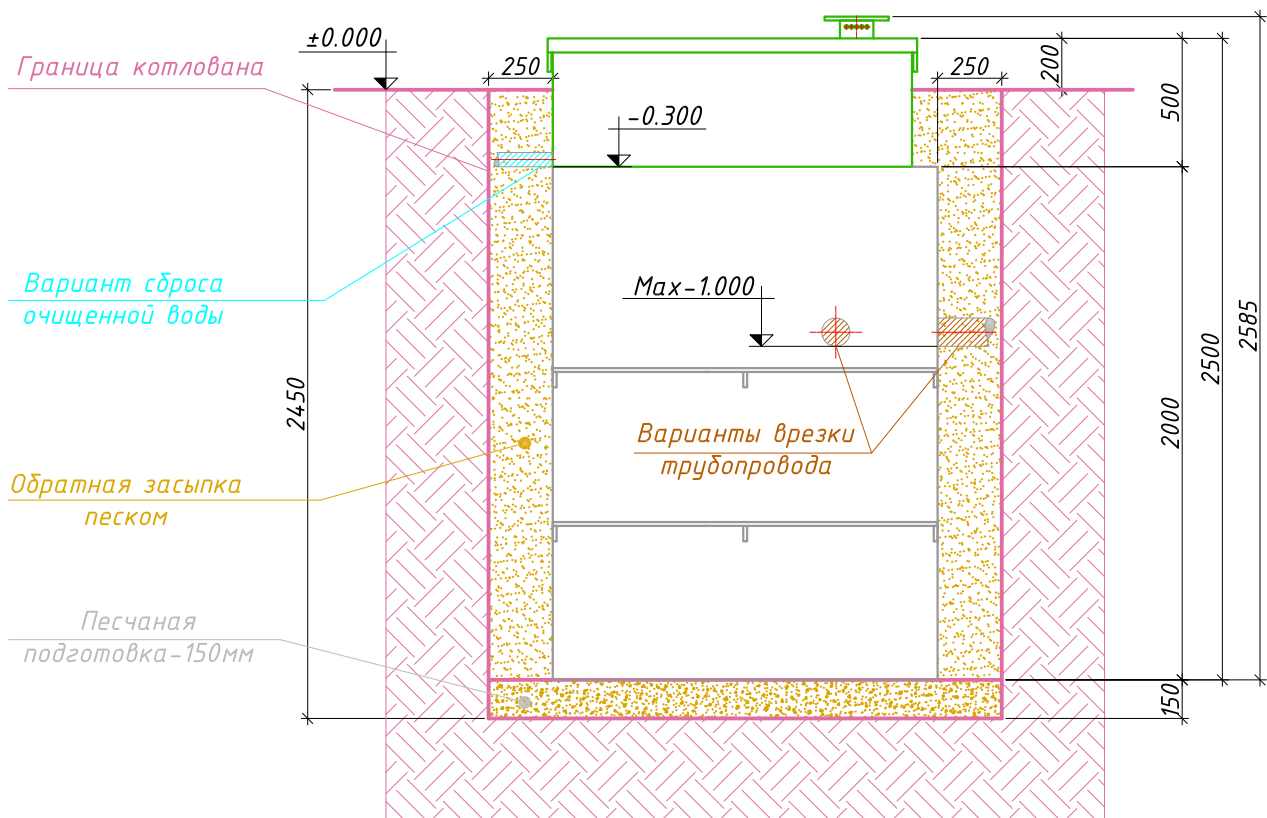 ±0.000
Граница котлована
250
250
200
500
-0.300
Вариант сброса
очищенной воды
Max-1.000
2585
2500
2450
2000
Варианты врезки
трубопровода
Обратная засыпка
песком
Песчаная
подготовка-150мм
150